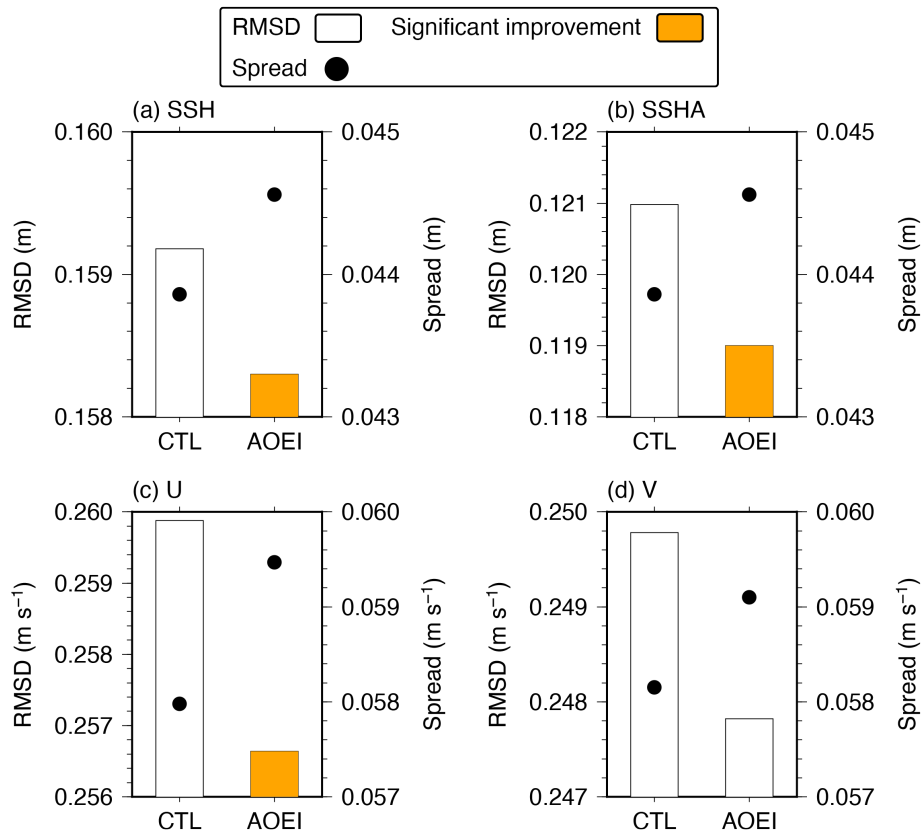 RMSD Significant improvement
Spread
(a) SSH
0.160
0.159
0.158
RMSD (m)
0.045
0.044
0.043
Spread (m)
CTL AOEI
(b) SSHA
0.122
0.121
0.120
0.119
0.118
RMSD (m)
0.045
0.044
0.043
Spread (m)
CTL AOEI
(c) U
0.260
0.259
0.258
0.257
0.256
RMSD (m s⁻¹)
0.060
0.059
0.058
0.057
Spread (m s⁻¹)
CTL AOEI
(d) V
0.250
0.249
0.248
0.247
RMSD (m s⁻¹)
0.060
0.059
0.058
0.057
Spread (m s⁻¹)
CTL AOEI